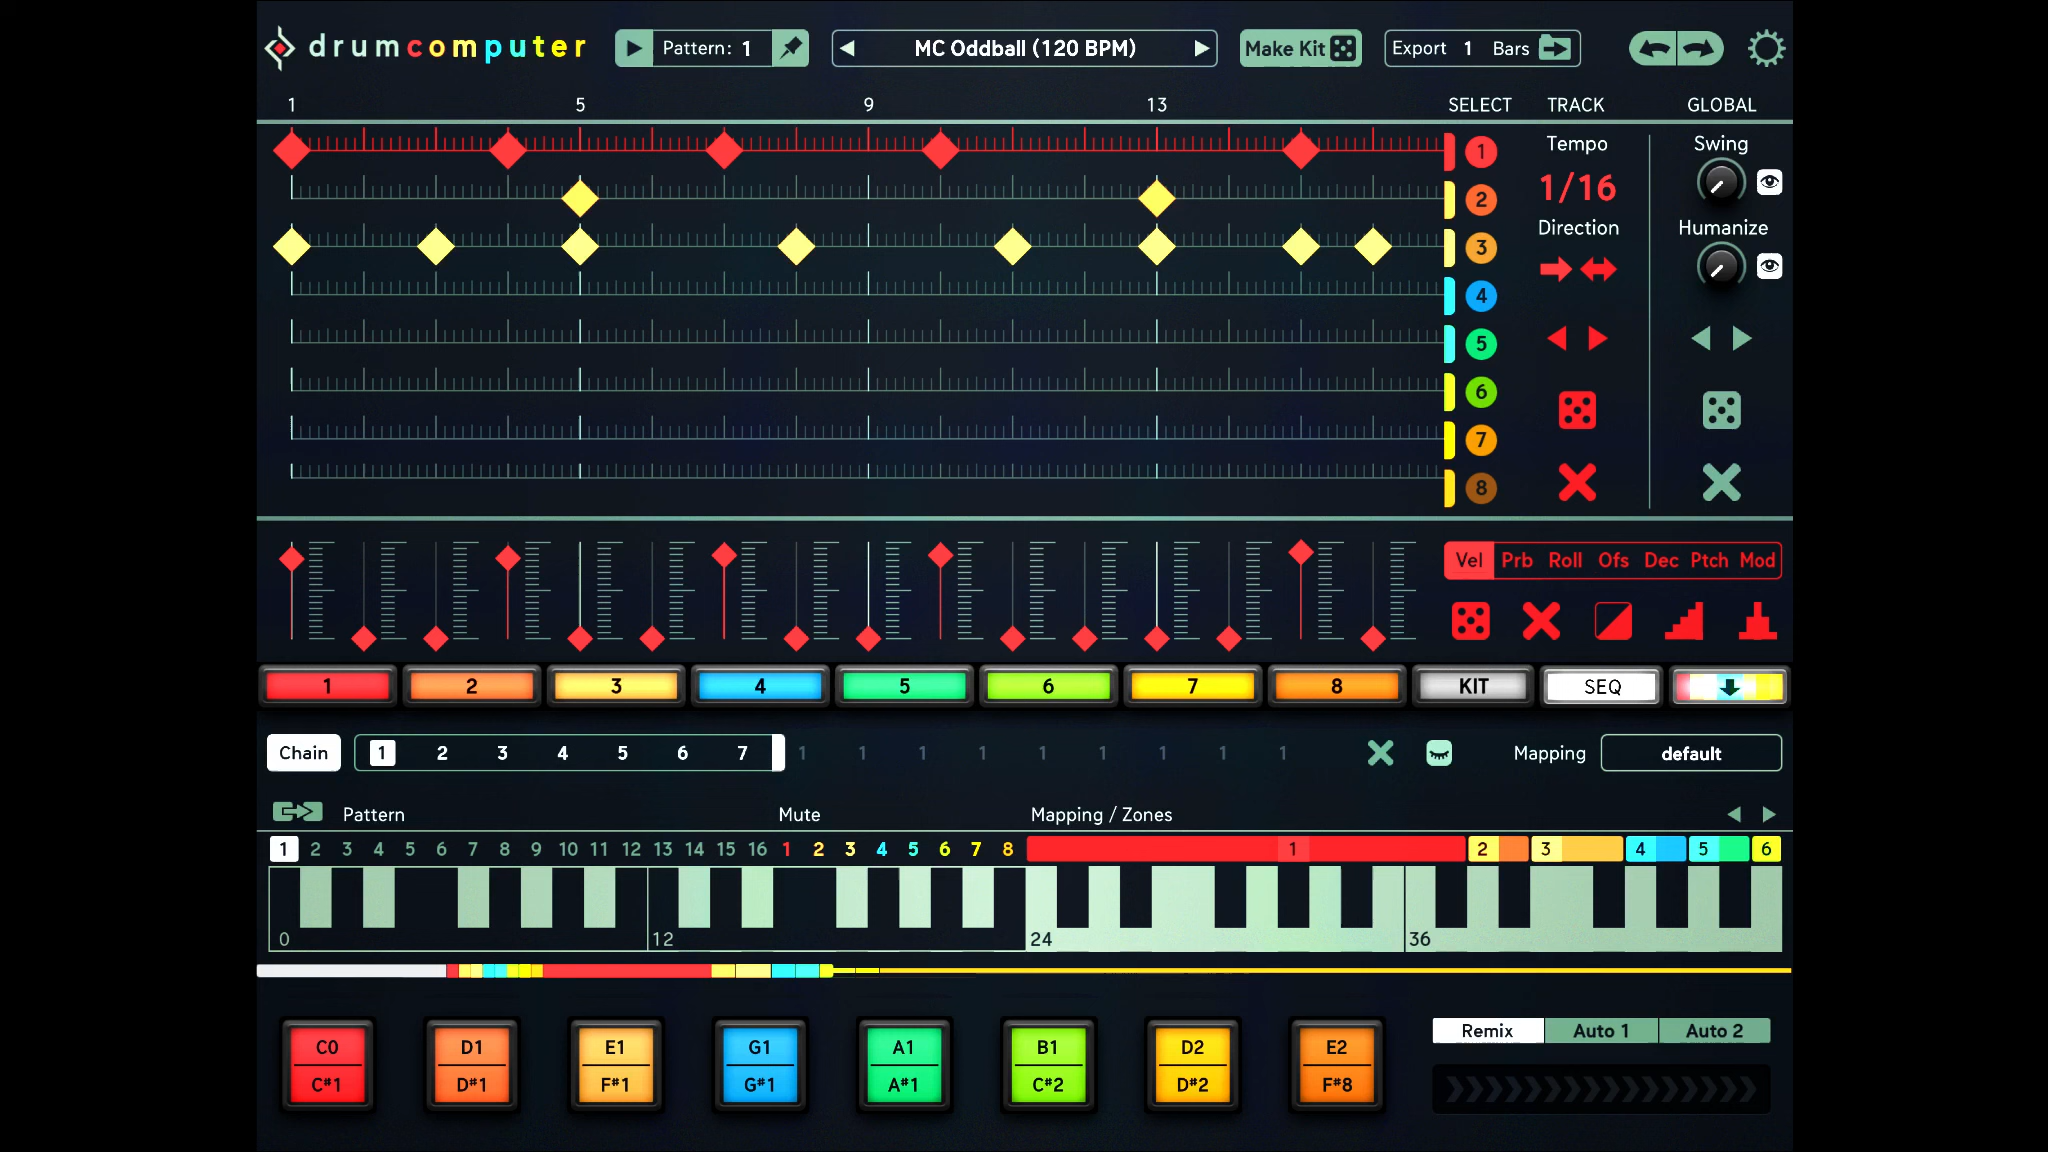 drumcomputer Pattern: 1 MC Oddball (120 BPM) Make Kit Export 1 Bars
1 5 9 13 SELECT TRACK GLOBAL
1 Tempo Swing
2 1/16
3 Direction Humanize
4
5
6
7
8
Vel Prb Roll Ofs Dec Ptch Mod
1 2 3 4 5 6 7 8 KIT SEQ
Chain 1 2 3 4 5 6 7 1 1 1 1 1 1 1 1 1 Mapping default
Pattern Mute Mapping / Zones
1 2 3 4 5 6 7 8 9 10 11 12 13 14 15 16 1 2 3 4 5 6 7 8 1 2 3 4 5 6
0 12 24 36
Remix Auto 1 Auto 2
C0 D1 E1 G1 A1 B1 D2 E2
C#1 D#1 F#1 G#1 A#1 C#2 D#2 F#8